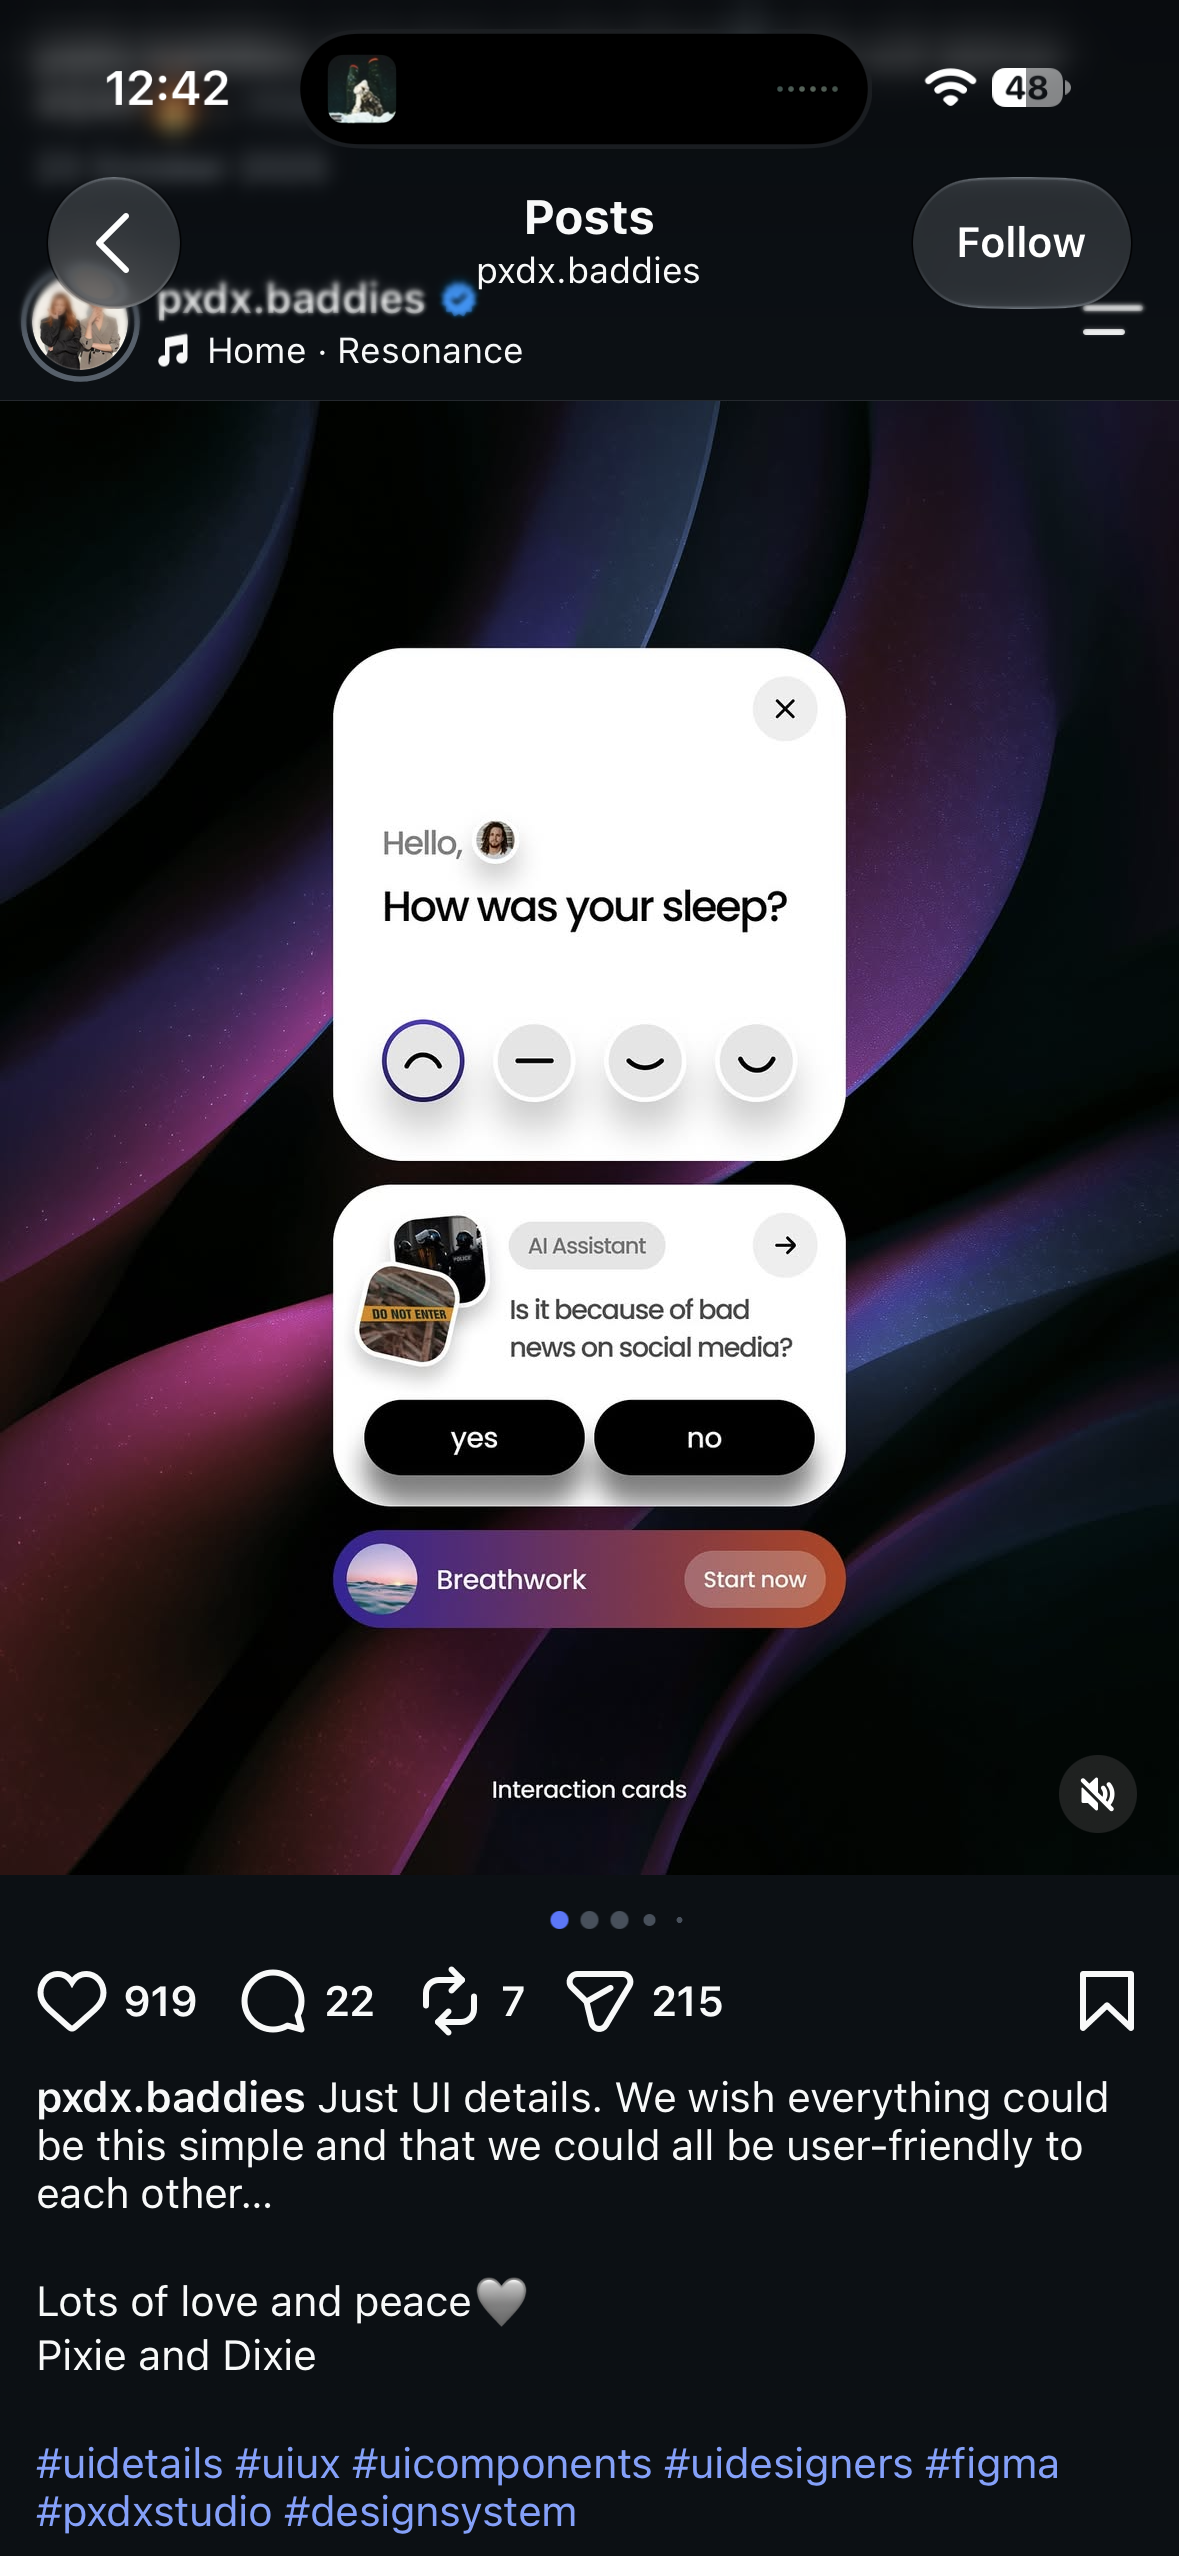 12:42
48
Posts
pxdx.baddies
Follow
pxdx.baddies
Home · Resonance
Hello,
How was your sleep?
AI Assistant
POLICE
DO NOT ENTER
Is it because of bad
news on social media?
yes
no
Breathwork
Start now
Interaction cards
919
22
7
215
pxdx.baddies Just UI details. We wish everything could
be this simple and that we could all be user-friendly to
each other...
Lots of love and peace🩶
Pixie and Dixie
#uidetails #uiux #uicomponents #uidesigners #figma
#pxdxstudio #designsystem